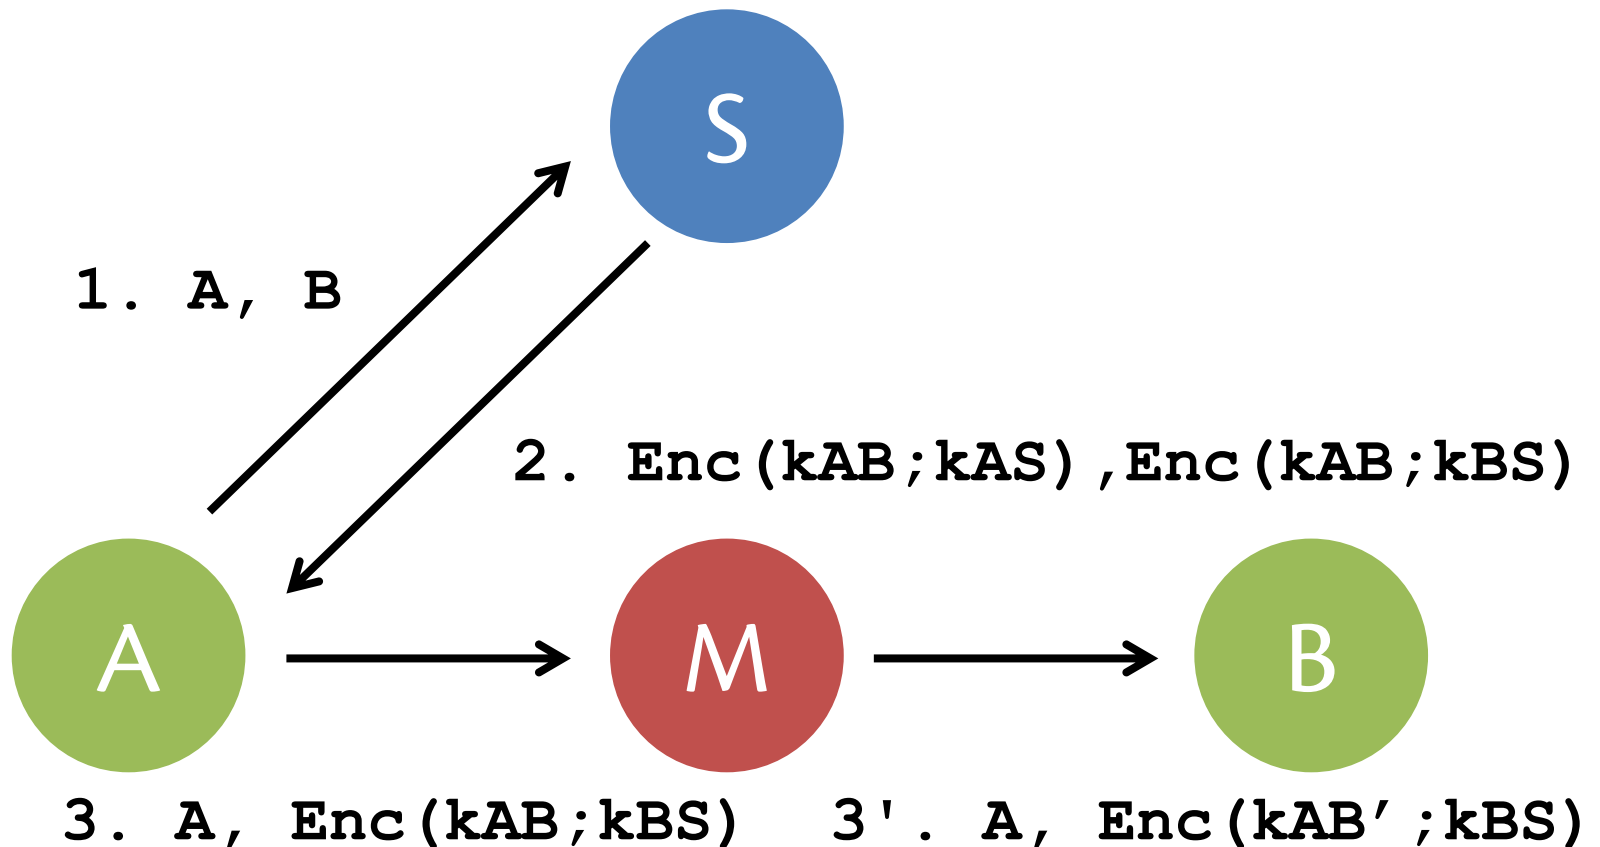 S
1. A, B
2. Enc(kAB;kAS),Enc(kAB;kBS)
A
M
B
3. A, Enc(kAB;kBS)
3'. A, Enc(kAB’;kBS)